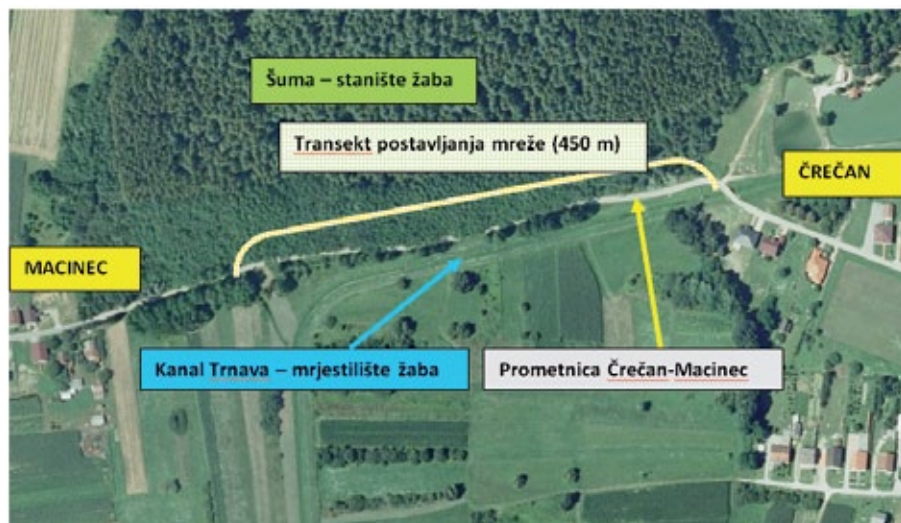 Šuma – stanište žaba
Transekt postavljanja mreže (450 m)
ČREČAN
MACINEC
Kanal Trnava – mrjestilište žaba
Prometnica Črečan-Macinec